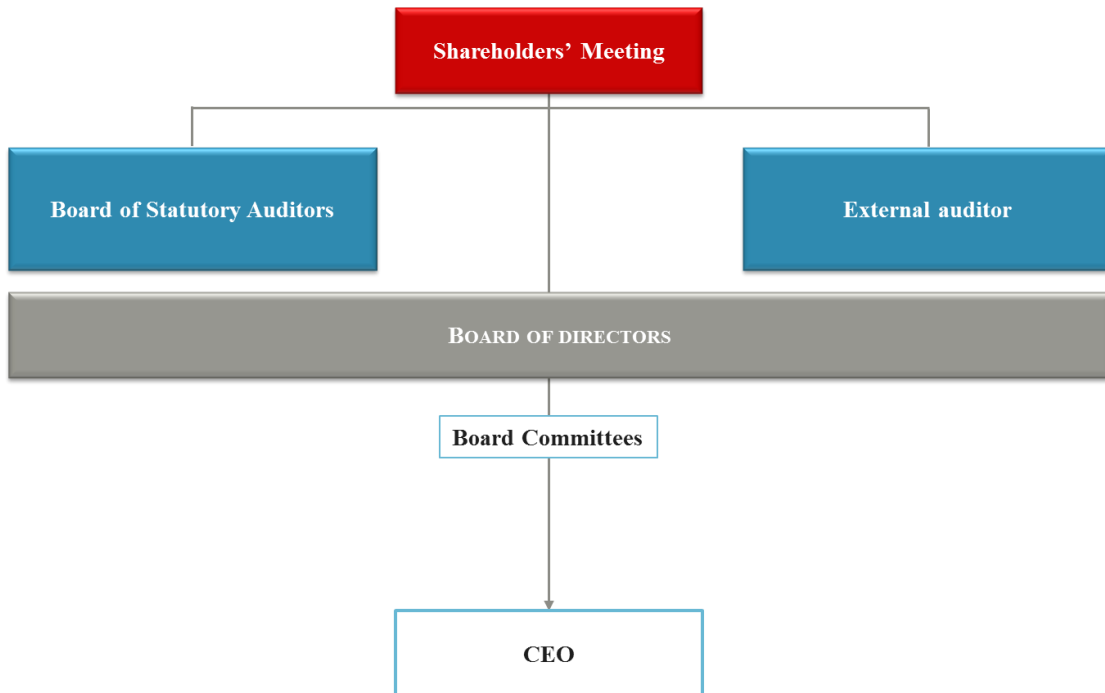 Shareholders’ Meeting
Board of Statutory Auditors
External auditor
BOARD OF DIRECTORS
Board Committees
CEO